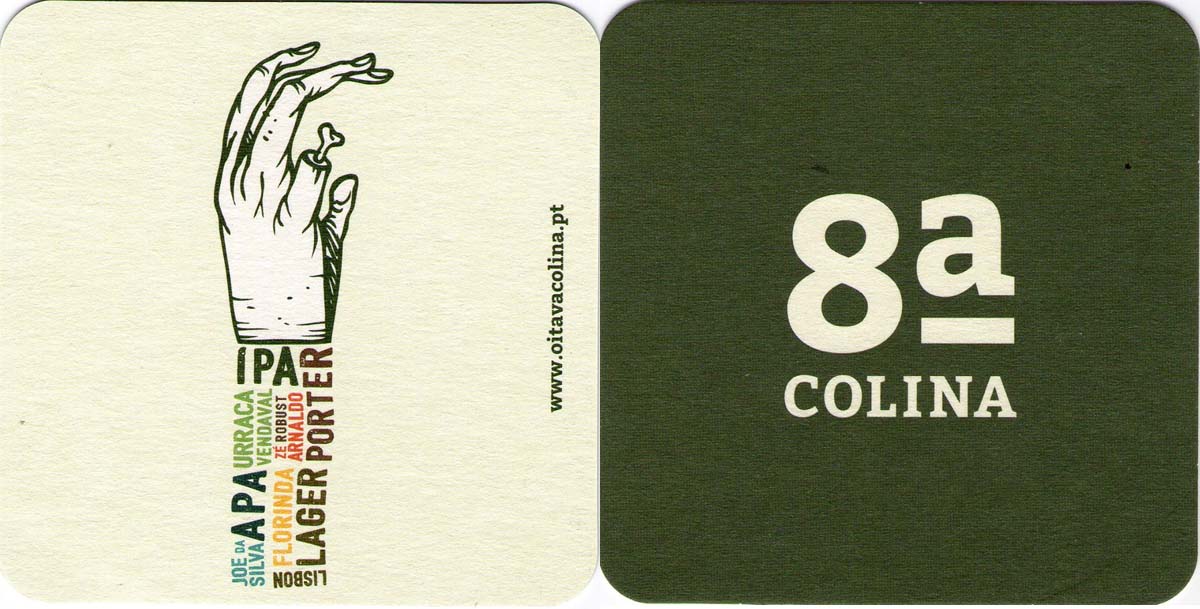 IPA
URRACA
VENDAVAL
ZÉ ROBUST
ARNALDO
PORTER
JOE DA
SILVA
APA
FLORINDA
LAGER
LISBON
www.oitavacolina.pt
8ª
COLINA